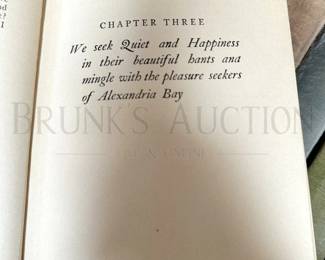 CHAPTER THREE
We seek Quiet and Happiness
in their beautiful hants and
mingle with the pleasure seekers
of Alexandria Bay
BRUNK'S AUCTION